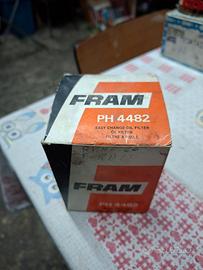 FRAM
PH 4482
EASY CHANGE OIL FILTER
OIL FILTER
FILTRE A HUILE
FRAM
PH 4482